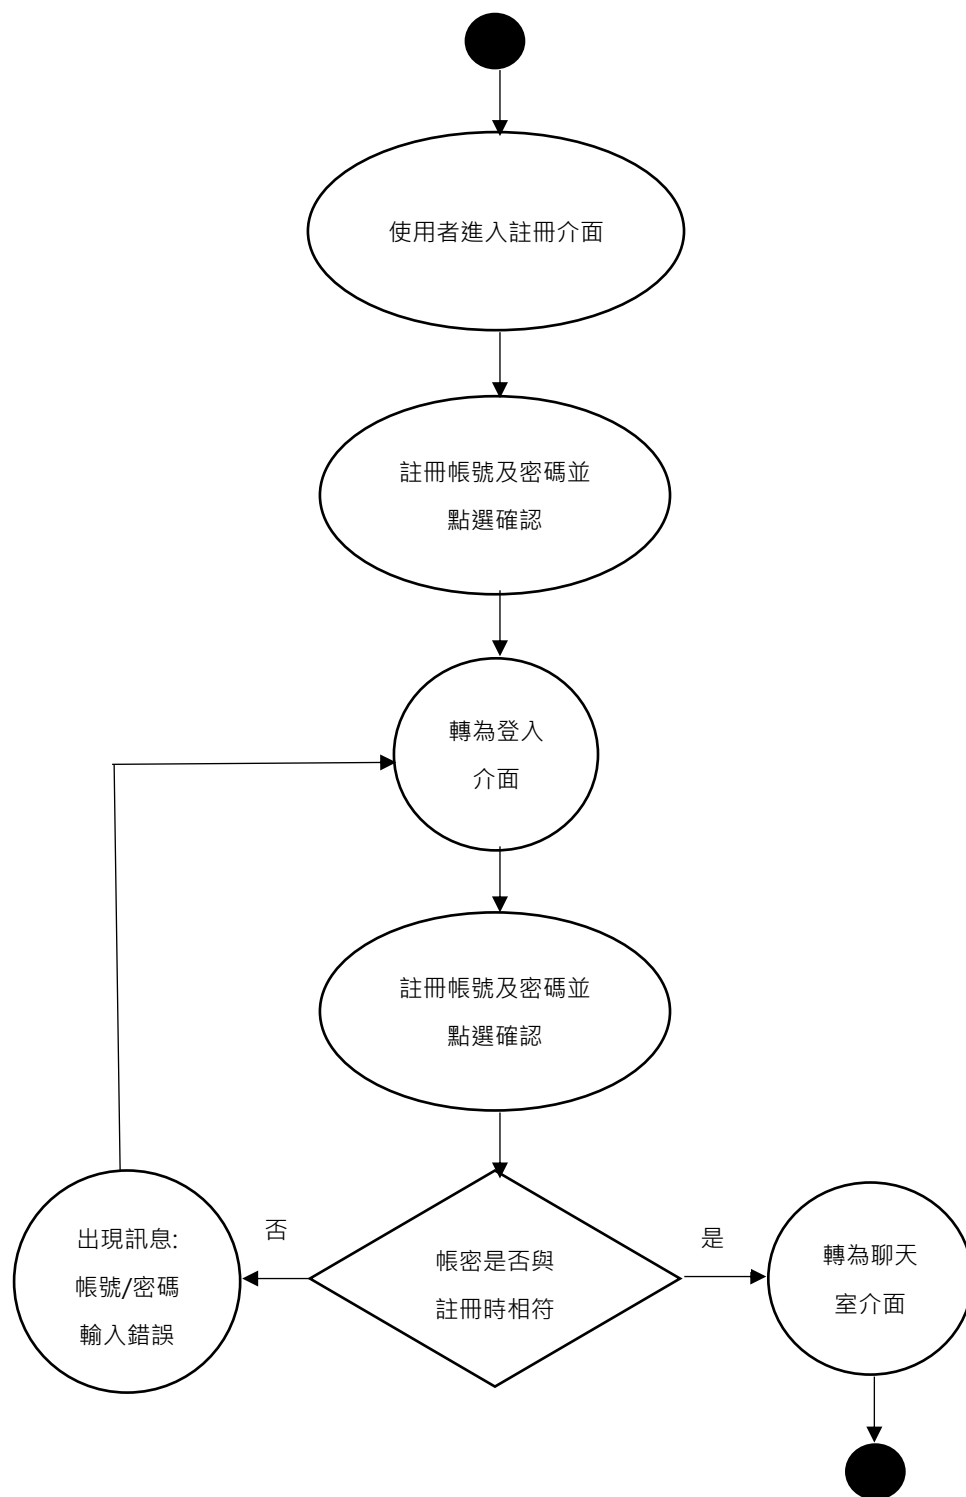 使用者進入註冊介面
註冊帳號及密碼並
點選確認
轉為登入
介面
註冊帳號及密碼並
點選確認
出現訊息:
帳號/密碼
輸入錯誤
否
帳密是否與
註冊時相符
是
轉為聊天
室介面